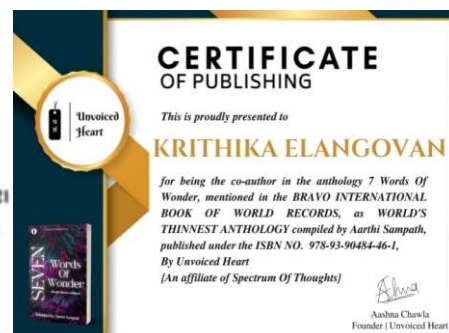 CERTIFICATE
OF PUBLISHING
Unvoiced
Heart
This is proudly presented to
KRITHIKA ELANGOVAN
for being the co-author in the anthology 7 Words Of
Wonder, mentioned in the BRAVO INTERNATIONAL
BOOK OF WORLD RECORDS, as WORLD'S
THINNEST ANTHOLOGY compiled by Aarthi Sampath,
published under the ISBN NO. 978-93-90484-46-1,
By Unvoiced Heart
{An affiliate of Spectrum Of Thoughts}
SEVEN
Words
Of
Wonder
Aashna Chawla
Founder | Unvoiced Heart